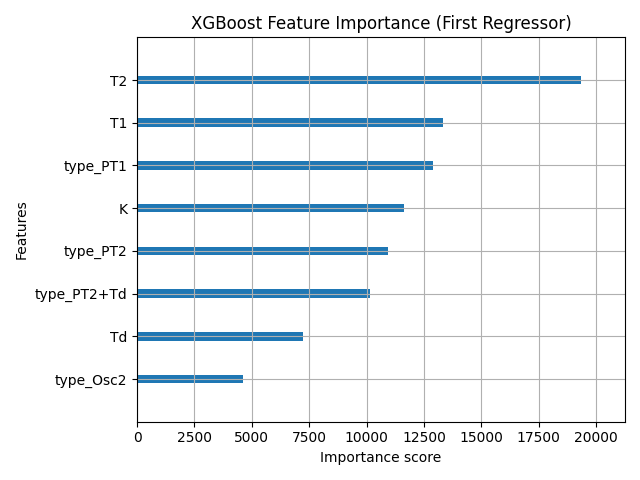 XGBoost Feature Importance (First Regressor)
T2
T1
type_PT1
K
type_PT2
type_PT2+Td
Td
type_Osc2
Features
0 2500 5000 7500 10000 12500 15000 17500 20000
Importance score